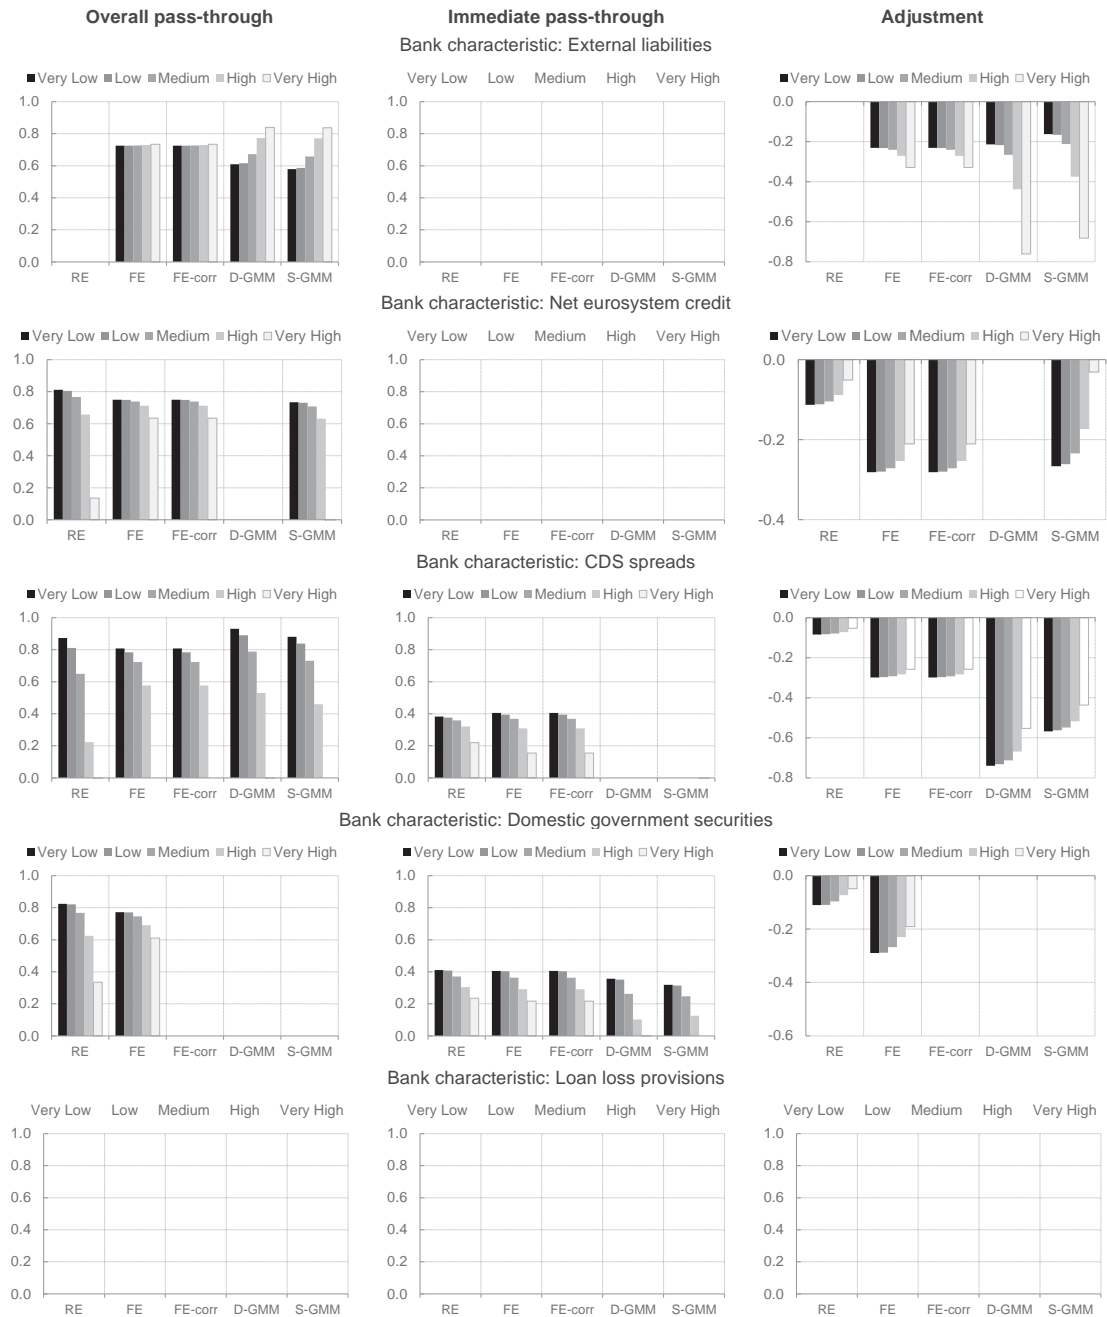 Overall pass-through Immediate pass-through Adjustment
Bank characteristic: External liabilities
Very Low Low Medium High Very High Very Low Low Medium High Very High Very Low Low Medium High Very High
1.0 1.0 0.0
0.8 0.8 -0.2
0.6 0.6 -0.4
0.4 0.4 -0.6
0.2 0.2 -0.8
0.0 0.0
RE FE FE-corr D-GMM S-GMM RE FE FE-corr D-GMM S-GMM RE FE FE-corr D-GMM S-GMM
Bank characteristic: Net eurosystem credit
Very Low Low Medium High Very High Very Low Low Medium High Very High Very Low Low Medium High Very High
1.0 1.0 0.0
0.8 0.8
0.6 0.6 -0.2
0.4 0.4
0.2 0.2
0.0 0.0 -0.4
RE FE FE-corr D-GMM S-GMM RE FE FE-corr D-GMM S-GMM RE FE FE-corr D-GMM S-GMM
Bank characteristic: CDS spreads
Very Low Low Medium High Very High Very Low Low Medium High Very High Very Low Low Medium High Very High
1.0 1.0 0.0
0.8 0.8 -0.2
0.6 0.6 -0.4
0.4 0.4 -0.6
0.2 0.2 -0.8
0.0 0.0
RE FE FE-corr D-GMM S-GMM RE FE FE-corr D-GMM S-GMM RE FE FE-corr D-GMM S-GMM
Bank characteristic: Domestic government securities
Very Low Low Medium High Very High Very Low Low Medium High Very High Very Low Low Medium High Very High
1.0 1.0 0.0
0.8 0.8 -0.2
0.6 0.6 -0.4
0.4 0.4 -0.6
0.2 0.2
0.0 0.0
RE FE FE-corr D-GMM S-GMM RE FE FE-corr D-GMM S-GMM RE FE FE-corr D-GMM S-GMM
Bank characteristic: Loan loss provisions
Very Low Low Medium High Very High Very Low Low Medium High Very High Very Low Low Medium High Very High
1.0 1.0 1.0
0.8 0.8 0.8
0.6 0.6 0.6
0.4 0.4 0.4
0.2 0.2 0.2
0.0 0.0 0.0
RE FE FE-corr D-GMM S-GMM RE FE FE-corr D-GMM S-GMM RE FE FE-corr D-GMM S-GMM